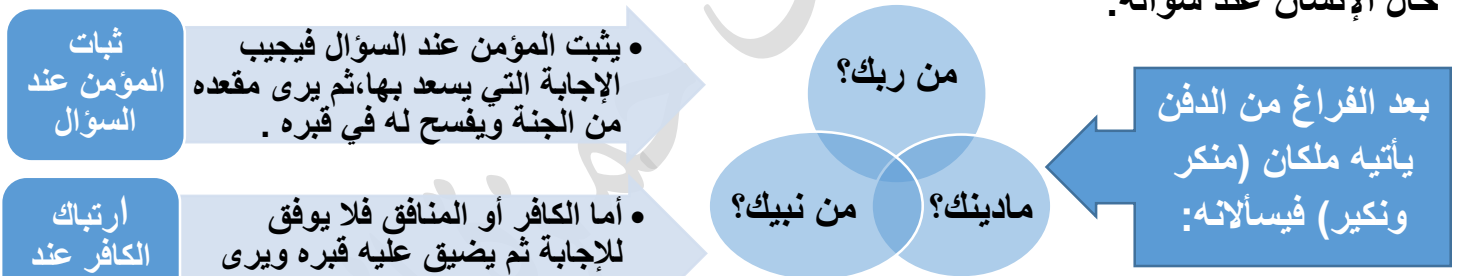 حال الإنسان عند سؤاله:
بعد الفراغ من الدفن
يأتيه ملكان (منكر
ونكير) فيسألانه:
من ربك؟
مادينك؟
من نبيك؟
ثبات
المؤمن عند
السؤال
• يثبت المؤمن عند السؤال فيجيب
الإجابة التي يسعد بها،ثم يرى مقعده
من الجنة ويفسح له في قبره .
ارتباك
الكافر عند
• أما الكافر أو المنافق فلا يوفق
للإجابة ثم يضيق عليه قبره ويرى